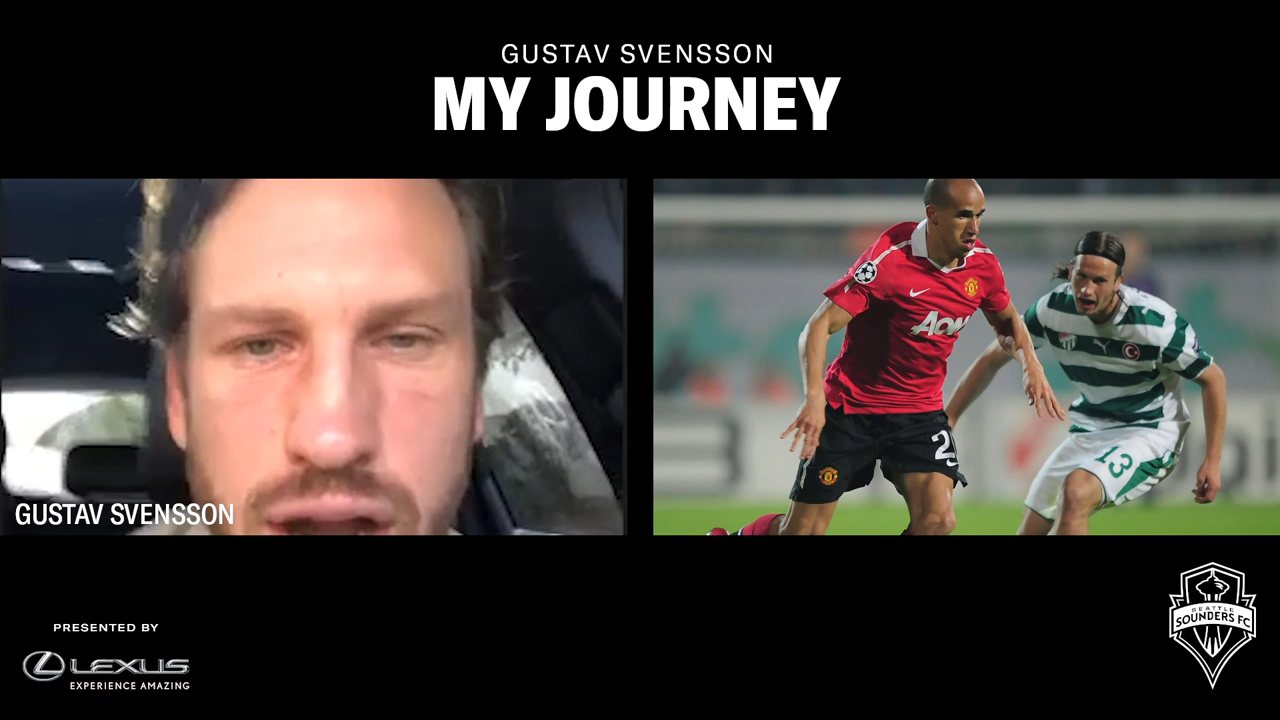 GUSTAV SVENSSON
MY JOURNEY
AON
2
13
GUSTAV SVENSSON
PRESENTED BY
LEXUS
EXPERIENCE AMAZING
SEATTLE
SOUNDERS FC